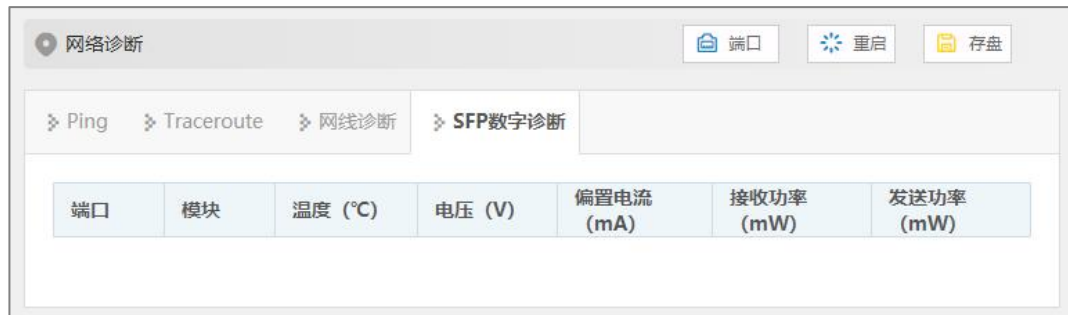 网络诊断 端口 重启 存盘
Ping Traceroute 网线诊断 SFP数字诊断
端口 模块 温度（℃） 电压（V） 偏置电流（mA） 接收功率（mW） 发送功率（mW）